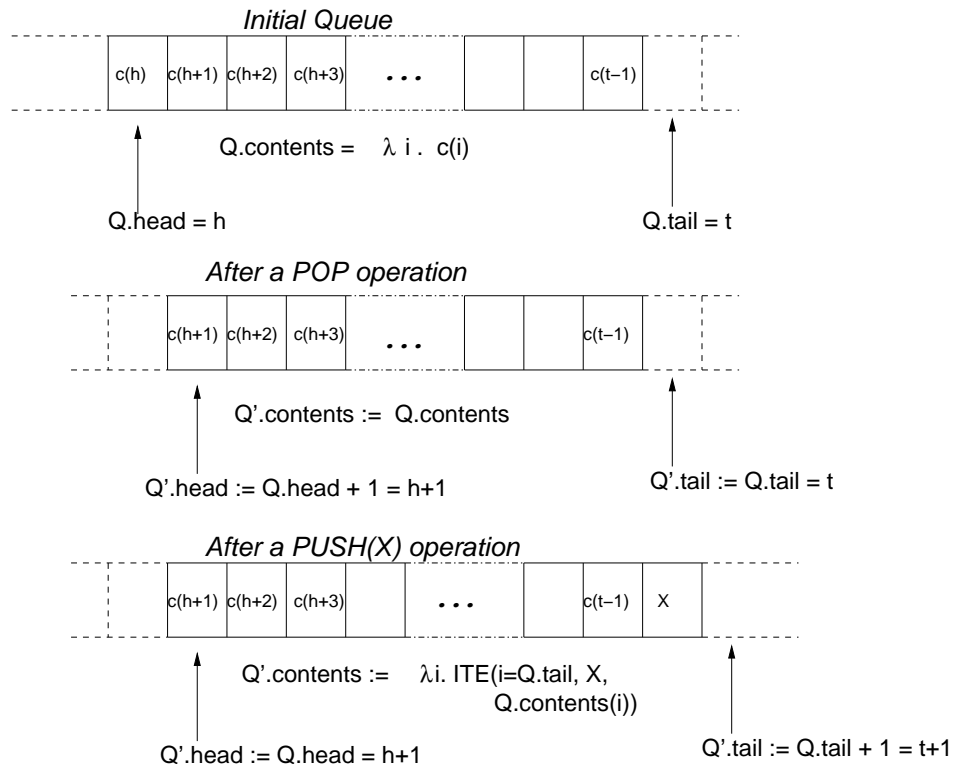 Initial Queue
c(h) c(h+1) c(h+2) c(h+3) ... c(t−1)
Q.contents = λ i . c(i)
Q.head = h Q.tail = t
After a POP operation
c(h+1) c(h+2) c(h+3) ... c(t−1)
Q'.contents := Q.contents
Q'.head := Q.head + 1 = h+1 Q'.tail := Q.tail = t
After a PUSH(X) operation
c(h+1) c(h+2) c(h+3) ... c(t−1) X
Q'.contents := λi. ITE(i=Q.tail, X,
Q.contents(i))
Q'.head := Q.head = h+1 Q'.tail := Q.tail + 1 = t+1